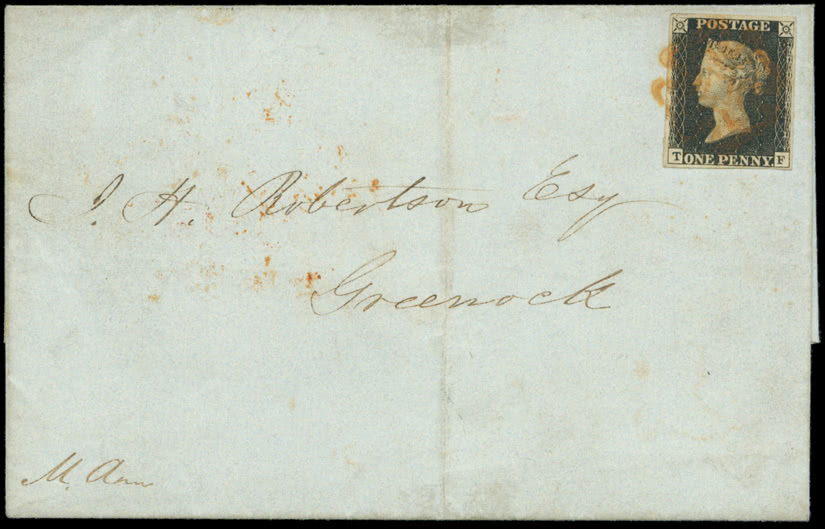 POSTAGE
T ONE PENNY F
J. H. Robertson Esq
Greenock
M.